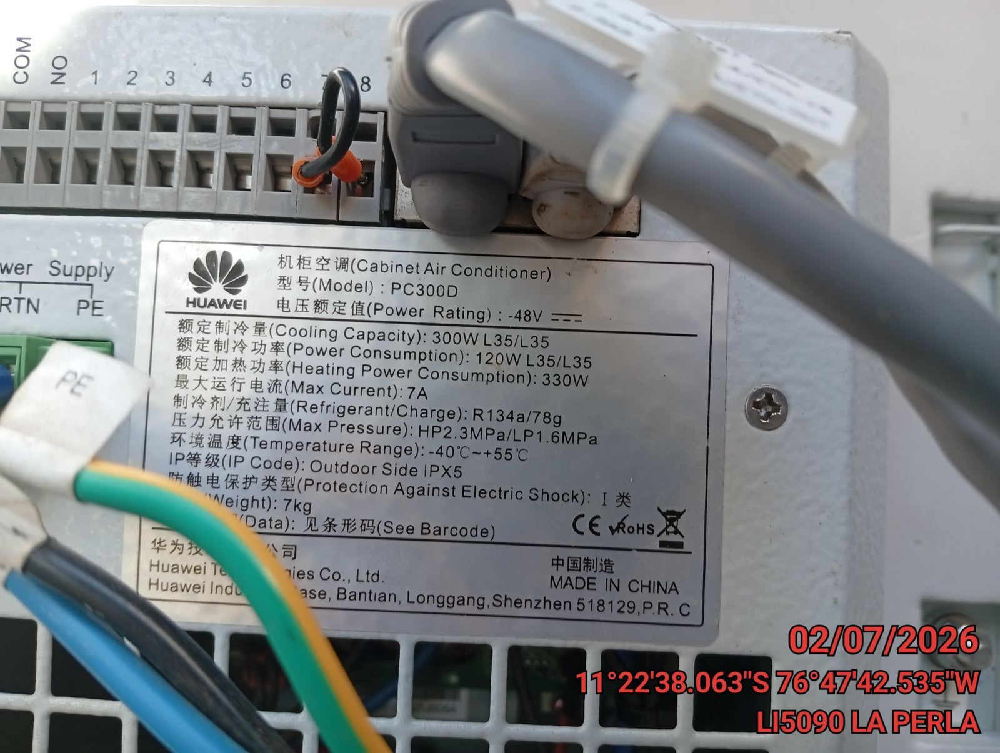 COM NO 1 2 3 4 5 6 7 8
wer Supply
RTN PE
PE
HUAWEI
机柜空调(Cabinet Air Conditioner)
型号(Model) : PC300D
电压额定值(Power Rating) : -48V
额定制冷量(Cooling Capacity): 300W L35/L35
额定制冷功率(Power Consumption): 120W L35/L35
额定加热功率(Heating Power Consumption): 330W
最大运行电流(Max Current): 7A
制冷剂/充注量(Refrigerant/Charge): R134a/78g
压力允许范围(Max Pressure): HP2.3MPa/LP1.6MPa
环境温度(Temperature Range): -40℃~+55℃
IP等级(IP Code): Outdoor Side IPX5
防触电保护类型(Protection Against Electric Shock): I 类
(Weight): 7kg
(Data): 见条形码(See Barcode)
CE RoHS
华为技 公司
Huawei Te gies Co., Ltd.
Huawei Indu ase, Bantian, Longgang, Shenzhen 518129, P.R. C
中国制造
MADE IN CHINA
02/07/2026
11°22'38.063"S 76°47'42.535"W
LI5090 LA PERLA